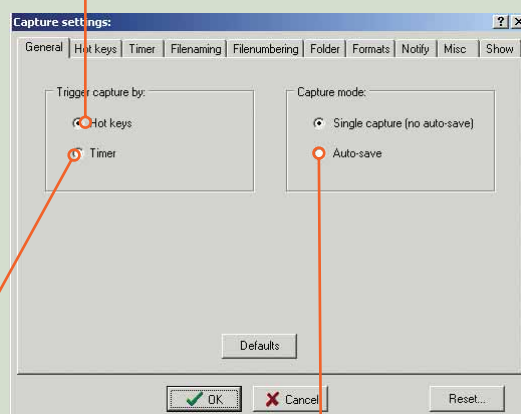 Capture settings:
General Hot keys Timer Filenaming Filenumbering Folder Formats Notify Misc Show
Trigger capture by:
Hot keys
Timer
Capture mode:
Single capture (no auto-save)
Auto-save
Defaults
OK Cancel Reset...